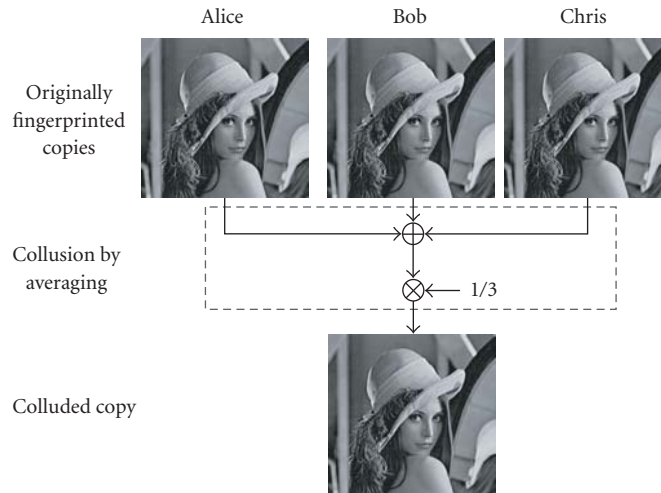 Alice
Bob
Chris
Originally
fingerprinted
copies
Collusion by
averaging
1/3
Colluded copy